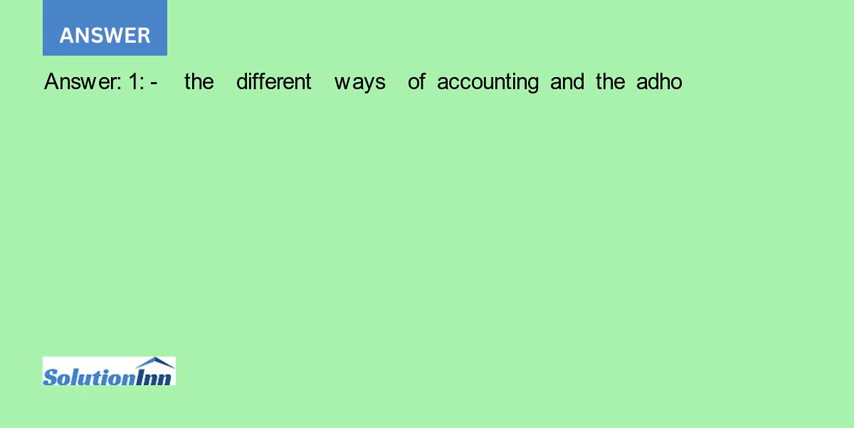 ANSWER
Answer: 1: - the different ways of accounting and the adho
SolutionInn